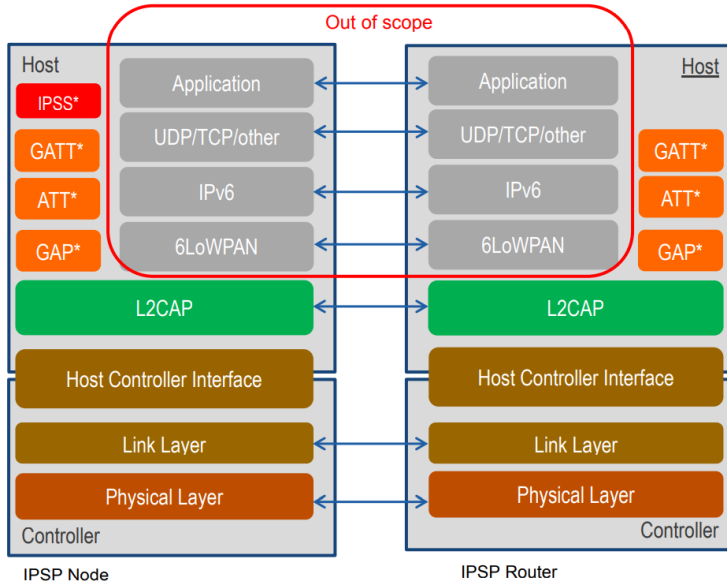 Out of scope
Host
Application
IPSS*
UDP/TCP/other
GATT*
IPv6
ATT*
6LoWPAN
GAP*
L2CAP
Host Controller Interface
Link Layer
Physical Layer
Controller
IPSP Node
Host
Application
UDP/TCP/other
GATT*
IPv6
ATT*
6LoWPAN
GAP*
L2CAP
Host Controller Interface
Link Layer
Physical Layer
Controller
IPSP Router